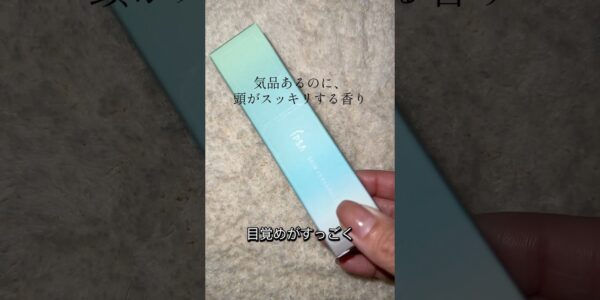 気品あるのに、
頭がスッキリする香り
IPSA
目覚めがすっごく